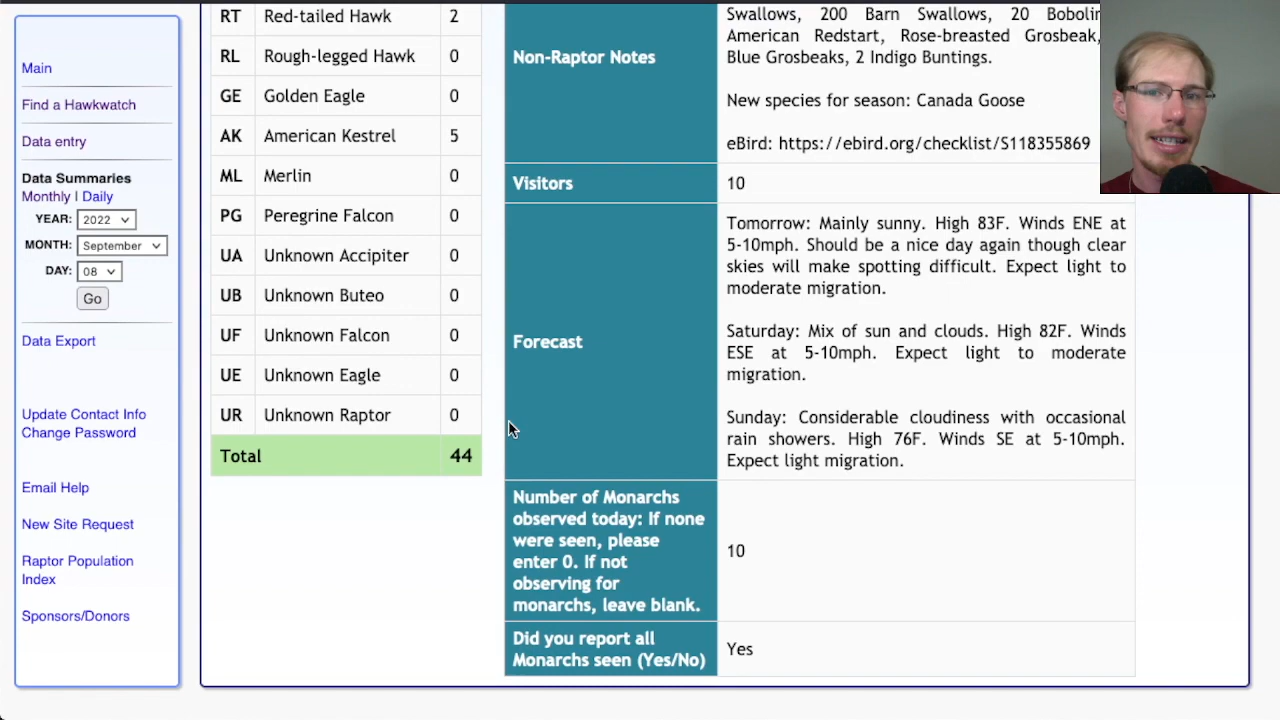 Main
Find a Hawkwatch
Data entry
Data Summaries
Monthly | Daily
YEAR: 2022
MONTH: September
DAY: 08
Go
Data Export
Update Contact Info
Change Password
Email Help
New Site Request
Raptor Population
Index
Sponsors/Donors
RT Red-tailed Hawk 2
RL Rough-legged Hawk 0
GE Golden Eagle 0
AK American Kestrel 5
ML Merlin 0
PG Peregrine Falcon 0
UA Unknown Accipiter 0
UB Unknown Buteo 0
UF Unknown Falcon 0
UE Unknown Eagle 0
UR Unknown Raptor 0
Total 44
Non-Raptor Notes
Swallows, 200 Barn Swallows, 20
American Redstart, Rose-breasted Grosbeak,
Blue Grosbeaks, 2 Indigo Buntings.
New species for season: Canada Goose
eBird: https://ebird.org/checklist/S118355869
Visitors
10
Forecast
Tomorrow: Mainly sunny. High 83F. Winds ENE at
5-10mph. Should be a nice day again though clear
skies will make spotting difficult. Expect light to
moderate migration.
Saturday: Mix of sun and clouds. High 82F. Winds
ESE at 5-10mph. Expect light to moderate
migration.
Sunday: Considerable cloudiness with occasional
rain showers. High 76F. Winds SE at 5-10mph.
Expect light migration.
Number of Monarchs
observed today: If none
were seen, please
enter 0. If not
observing for
monarchs, leave blank.
10
Did you report all
Monarchs seen (Yes/No)
Yes